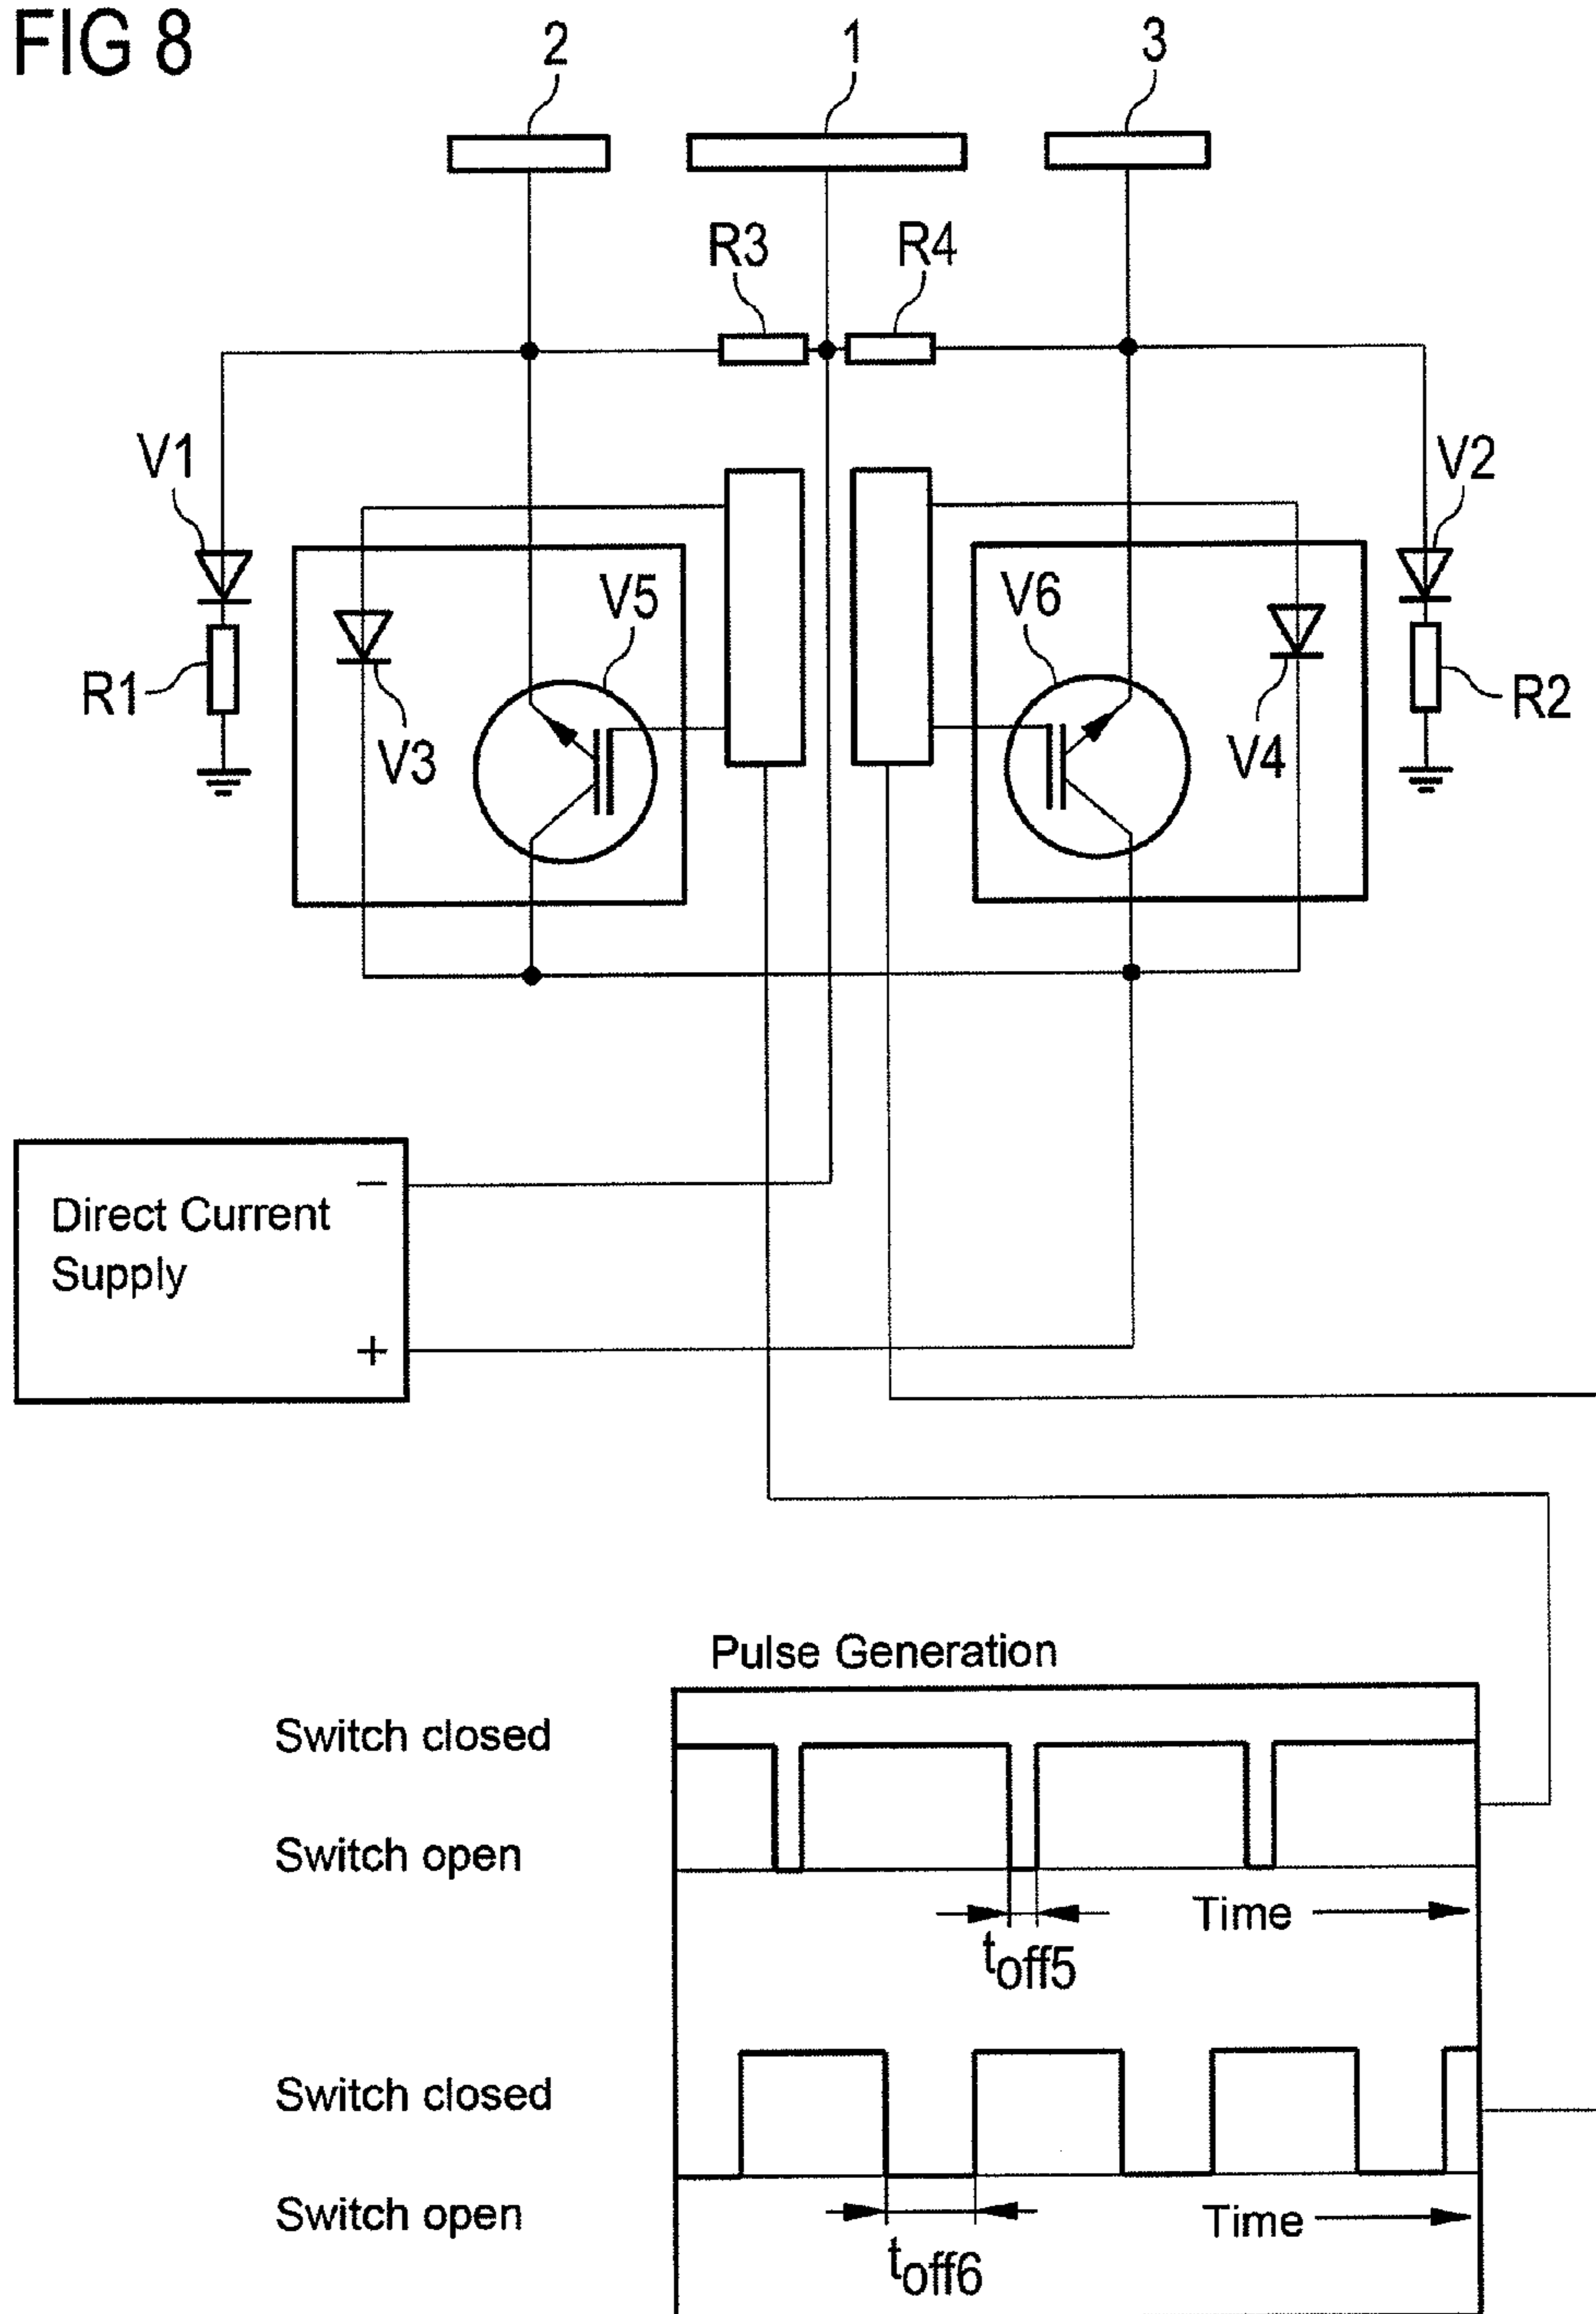 FIG 8
2 1 3
R3 R4
V1 V2
V5 V6
R1 V3 V4 R2
−
Direct Current
Supply
+
Pulse Generation
Switch closed
Switch open
Time
toff5
Switch closed
Switch open
Time
toff6